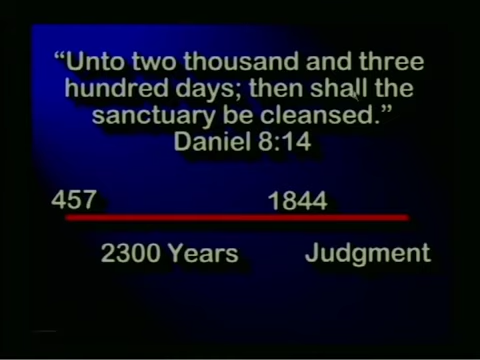 “Unto two thousand and three
hundred days; then shall the
sanctuary be cleansed.”
Daniel 8:14
457 1844
2300 Years Judgment